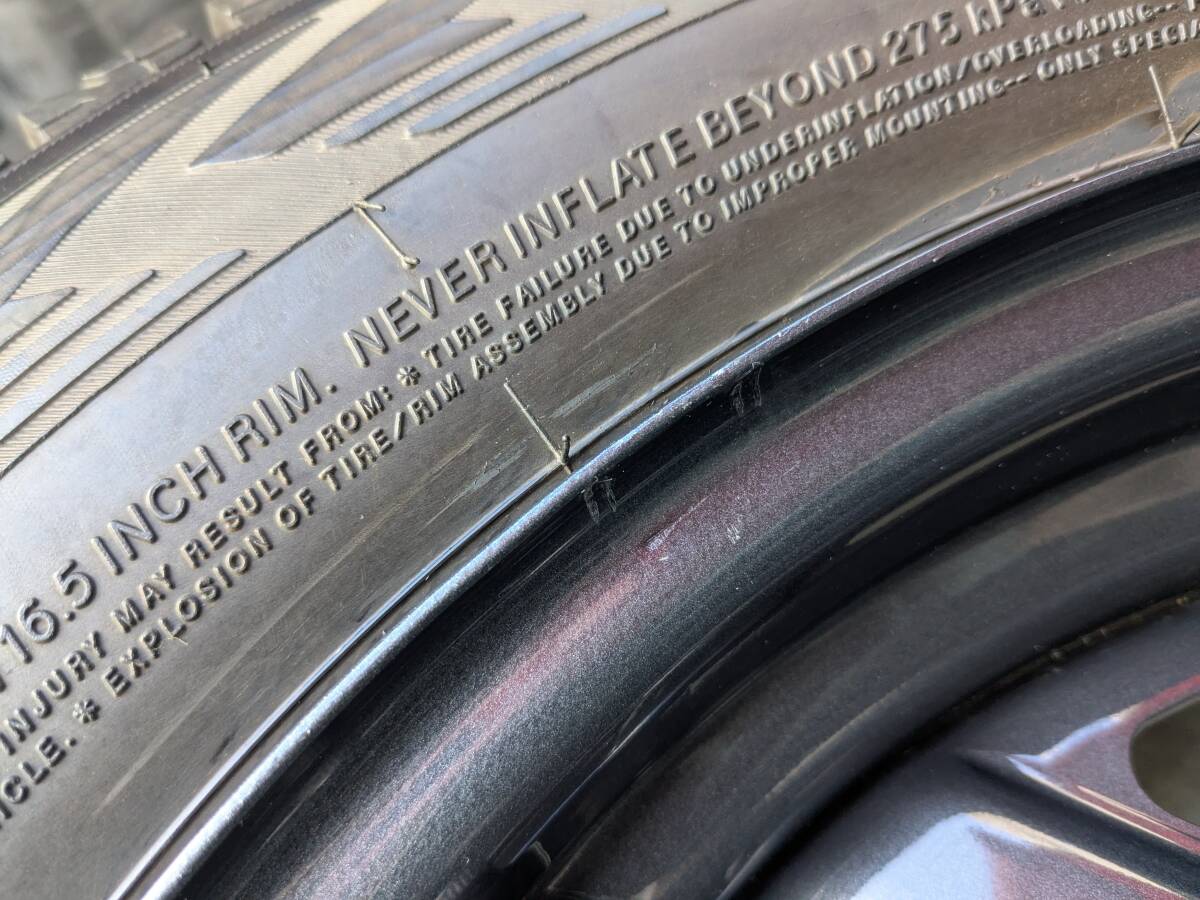 16.5 INCH RIM. NEVER INFLATE BEYOND 275 kPa
INJURY MAY RESULT FROM: * TIRE FAILURE DUE TO UNDERINFLATION/OVERLOADING--
* EXPLOSION OF TIRE/RIM ASSEMBLY DUE TO IMPROPER MOUNTING-- ONLY